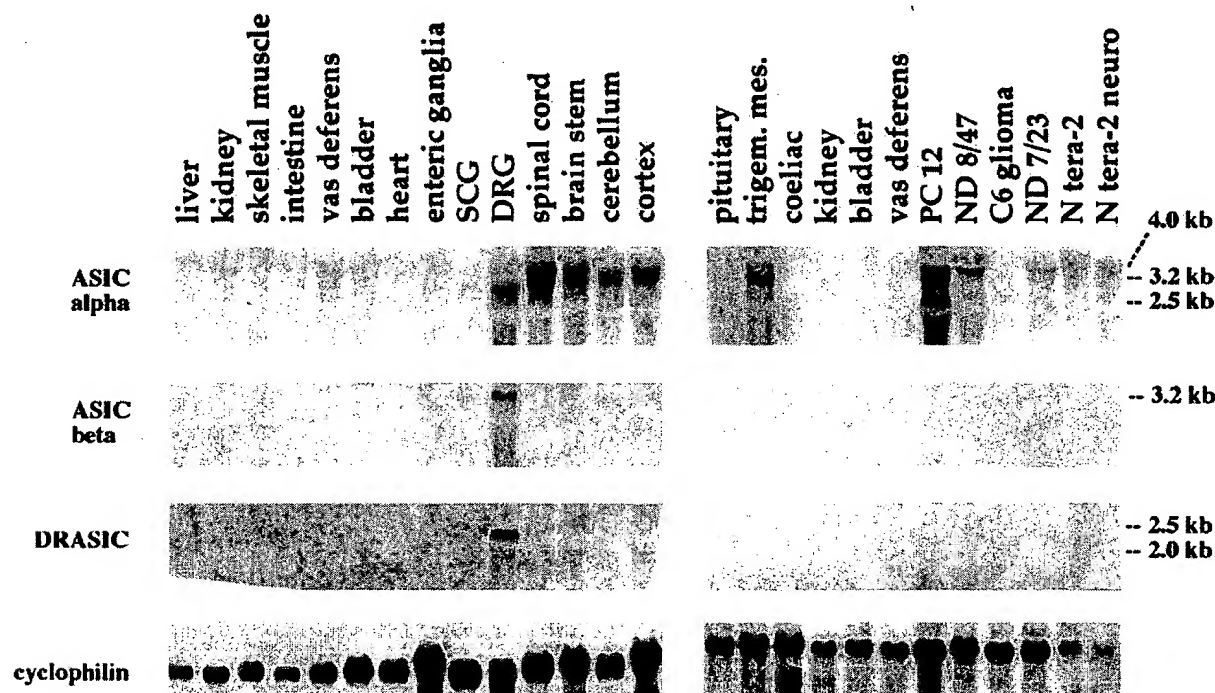 liver
kidney
skeletal muscle
intestine
vas deferens
bladder
heart
enteric ganglia
SCG
DRG
spinal cord
brain stem
cerebellum
cortex
pituitary
trigem. mes.
coeliac
kidney
bladder
vas deferens
PC 12
ND 8/47
C6 glioma
ND 7/23
N tera-2
N tera-2 neuro
4.0 kb
ASIC
alpha
-- 3.2 kb
-- 2.5 kb
ASIC
beta
-- 3.2 kb
DRASIC
-- 2.5 kb
-- 2.0 kb
cyclophilin